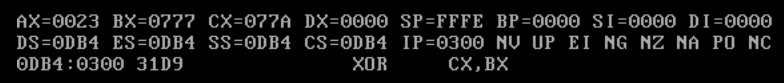 AX=0023 BX=0777 CX=077A DX=0000 SP=FFFE BP=0000 SI=0000 DI=0000
DS=0DB4 ES=0DB4 SS=0DB4 CS=0DB4 IP=0300 NV UP EI NG NZ NA PO NC
0DB4:0300 31D9 XOR CX,BX